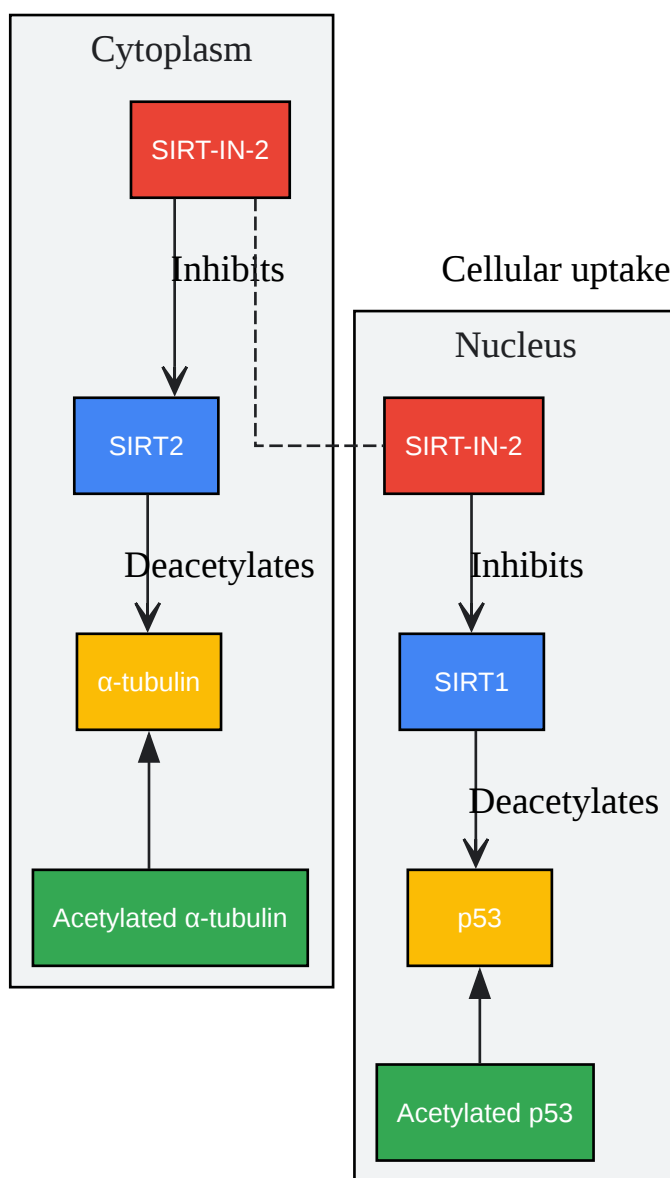 Cytoplasm
SIRT-IN-2
Inhibits
SIRT2
Deacetylates
α-tubulin
Acetylated α-tubulin
Cellular uptake
Nucleus
SIRT-IN-2
Inhibits
SIRT1
Deacetylates
p53
Acetylated p53